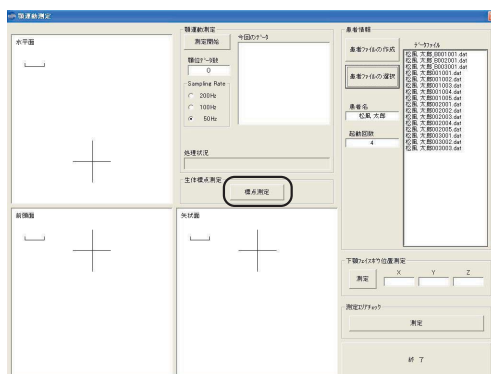 顎運動測定
水平面
前頭面
矢状面
顎運動測定
測定開始
今回のデータ
顎位データ数
0
Sampling Rate
200Hz
100Hz
50Hz
処理状況
生体標点測定
標点測定
患者情報
患者ファイルの作成
患者ファイルの選択
患者名
松風 太郎
起動回数
4
データファイル
松風 太郎_B001001.dat
松風 太郎_B002001.dat
松風 太郎_B003001.dat
松風 太郎001001.dat
松風 太郎001002.dat
松風 太郎001003.dat
松風 太郎001004.dat
松風 太郎001005.dat
松風 太郎002001.dat
松風 太郎002002.dat
松風 太郎002003.dat
松風 太郎002004.dat
松風 太郎002005.dat
松風 太郎003001.dat
松風 太郎003002.dat
松風 太郎003003.dat
下顎フェイスボウ位置測定
測定
X Y Z
測定エリアチェック
測定
終 了